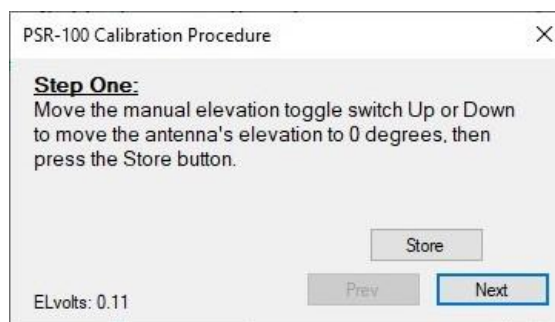 PSR-100 Calibration Procedure
Step One:
Move the manual elevation toggle switch Up or Down
to move the antenna's elevation to 0 degrees, then
press the Store button.
Store
Prev
Next
ELvolts: 0.11